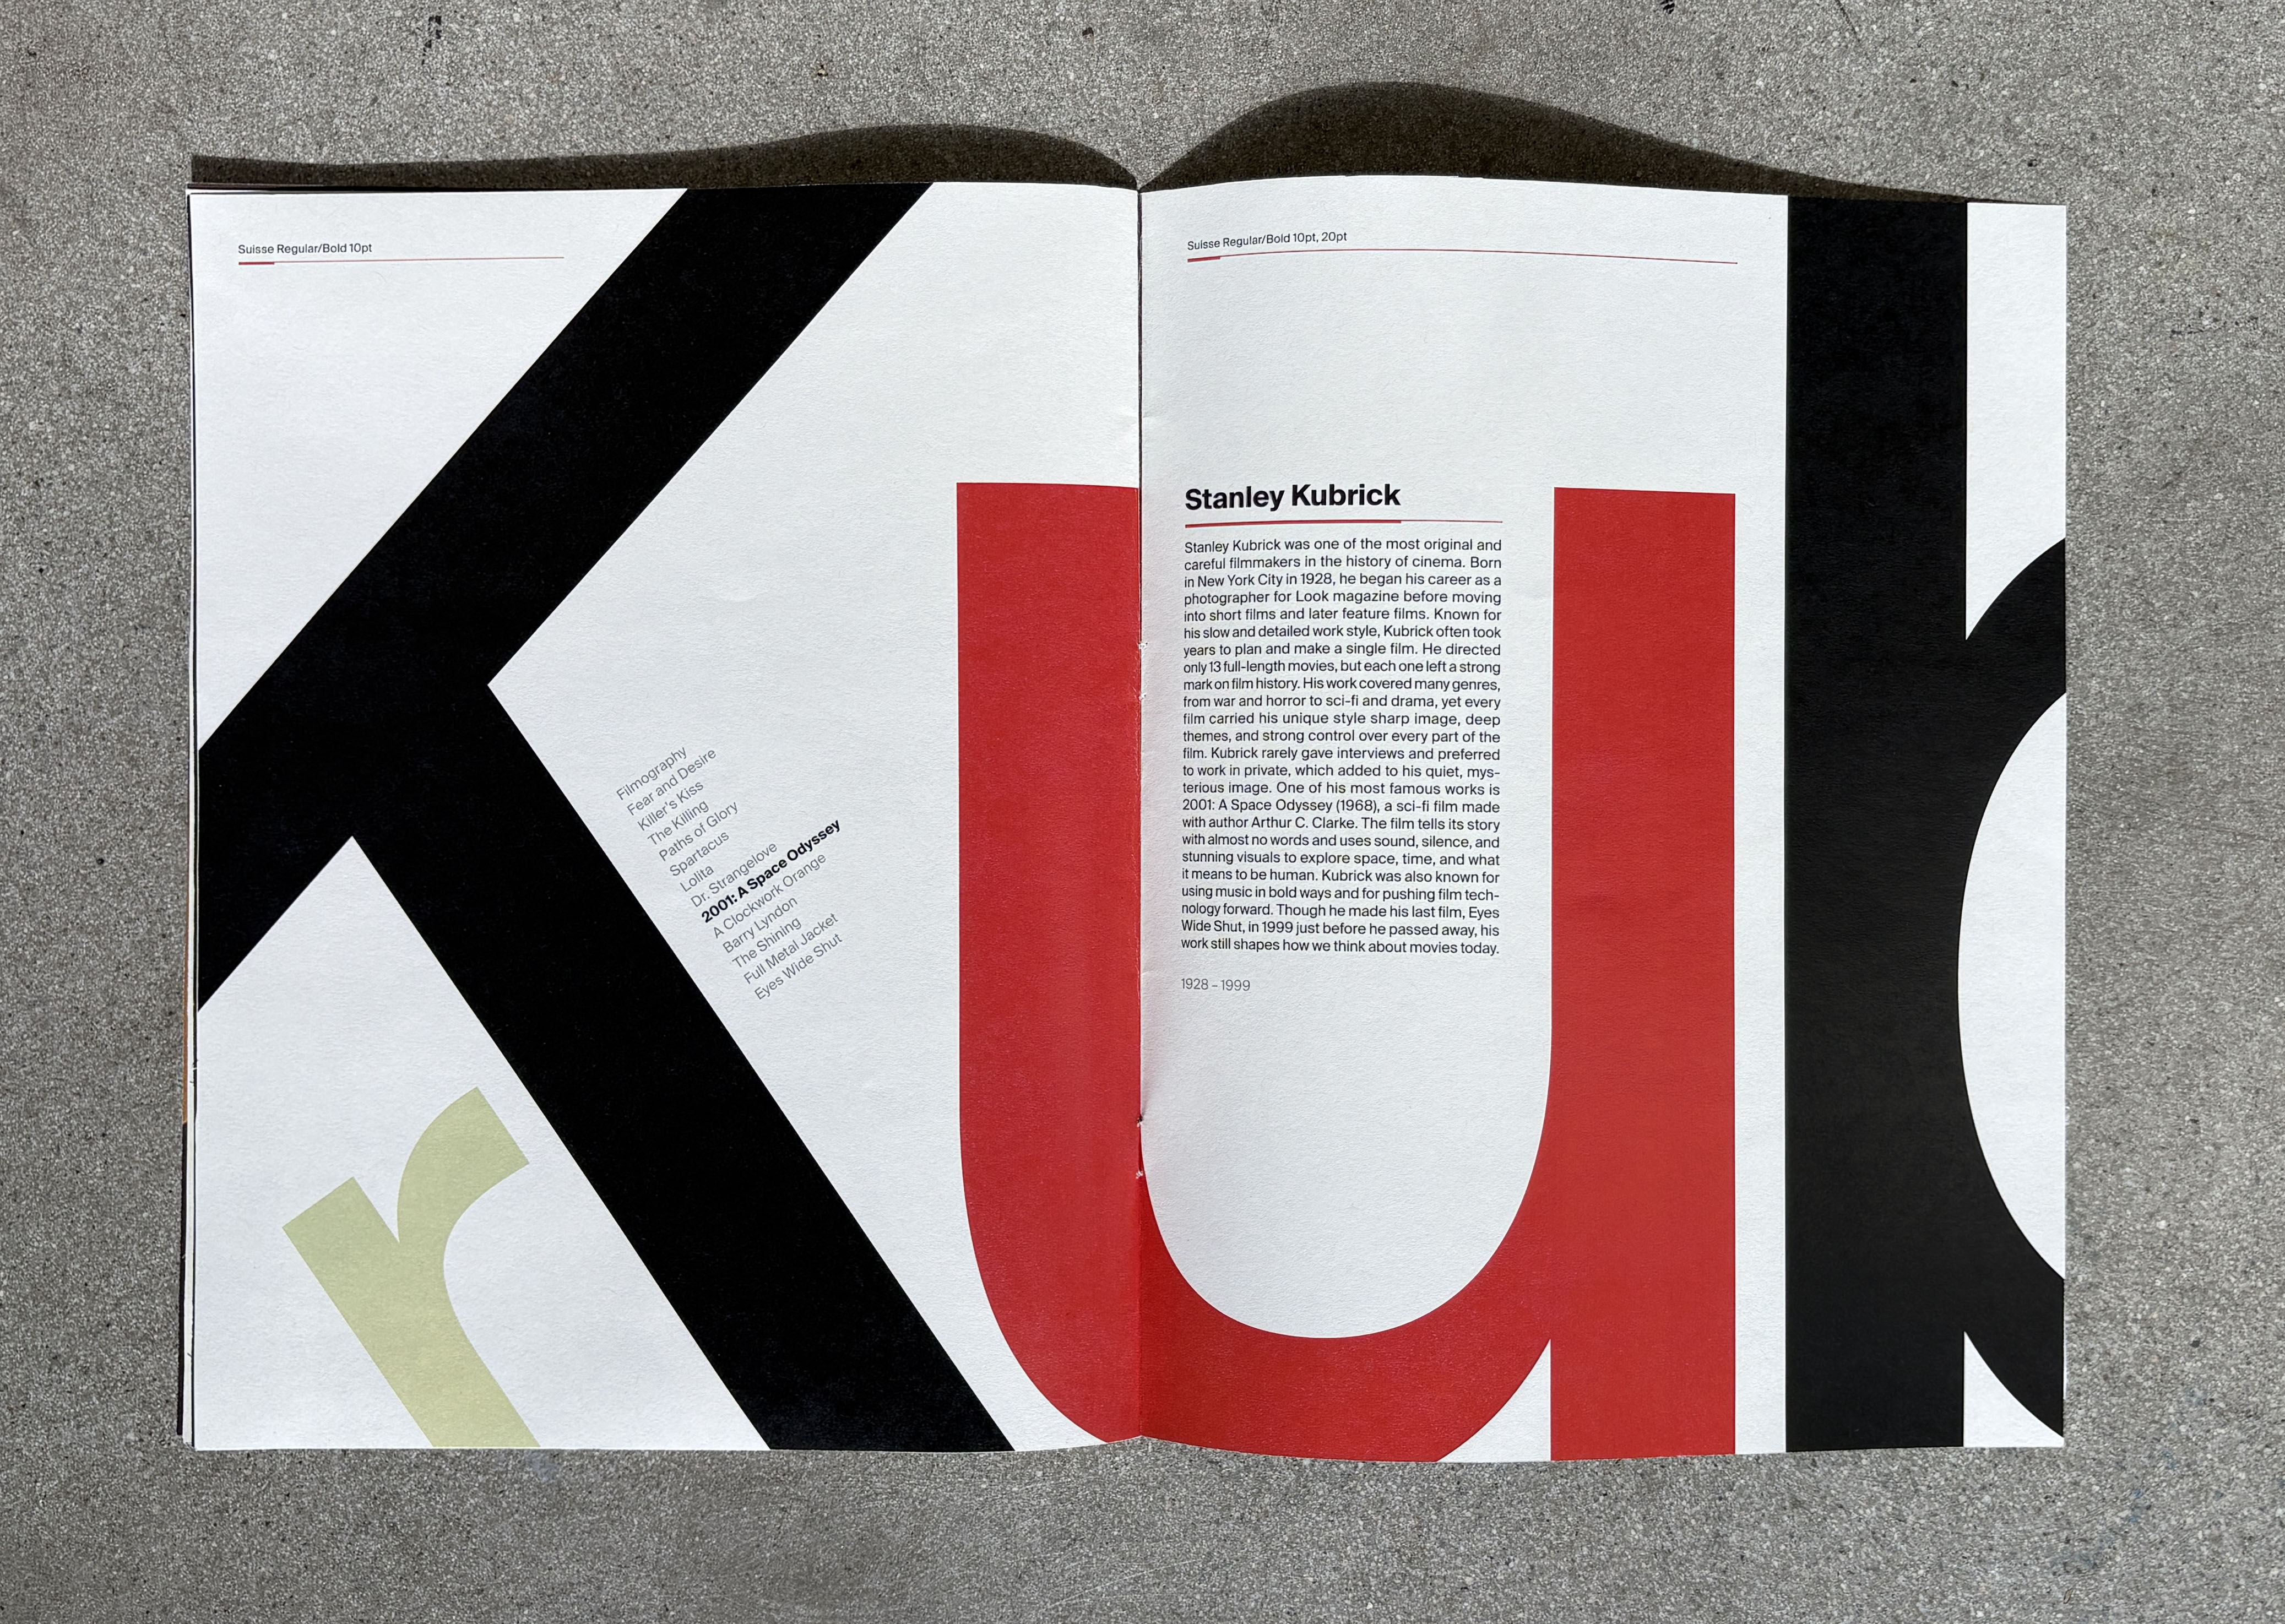 Suisse Regular/Bold 10pt
K
u
r
Filmography
Fear and Desire
Killer's Kiss
The Killing
Paths of Glory
Spartacus
Lolita
Dr. Strangelove
2001: A Space Odyssey
A Clockwork Orange
Barry Lyndon
The Shining
Full Metal Jacket
Eyes Wide Shut
Suisse Regular/Bold 10pt, 20pt
b
Stanley Kubrick
Stanley Kubrick was one of the most original and
careful filmmakers in the history of cinema. Born
in New York City in 1928, he began his career as a
photographer for Look magazine before moving
into short films and later feature films. Known for
his slow and detailed work style, Kubrick often took
years to plan and make a single film. He directed
only 13 full-length movies, but each one left a strong
mark on film history. His work covered many genres,
from war and horror to sci-fi and drama, yet every
film carried his unique style sharp image, deep
themes, and strong control over every part of the
film. Kubrick rarely gave interviews and preferred
to work in private, which added to his quiet, mys-
terious image. One of his most famous works is
2001: A Space Odyssey (1968), a sci-fi film made
with author Arthur C. Clarke. The film tells its story
with almost no words and uses sound, silence, and
stunning visuals to explore space, time, and what
it means to be human. Kubrick was also known for
using music in bold ways and for pushing film tech-
nology forward. Though he made his last film, Eyes
Wide Shut, in 1999 just before he passed away, his
work still shapes how we think about movies today.
1928 – 1999